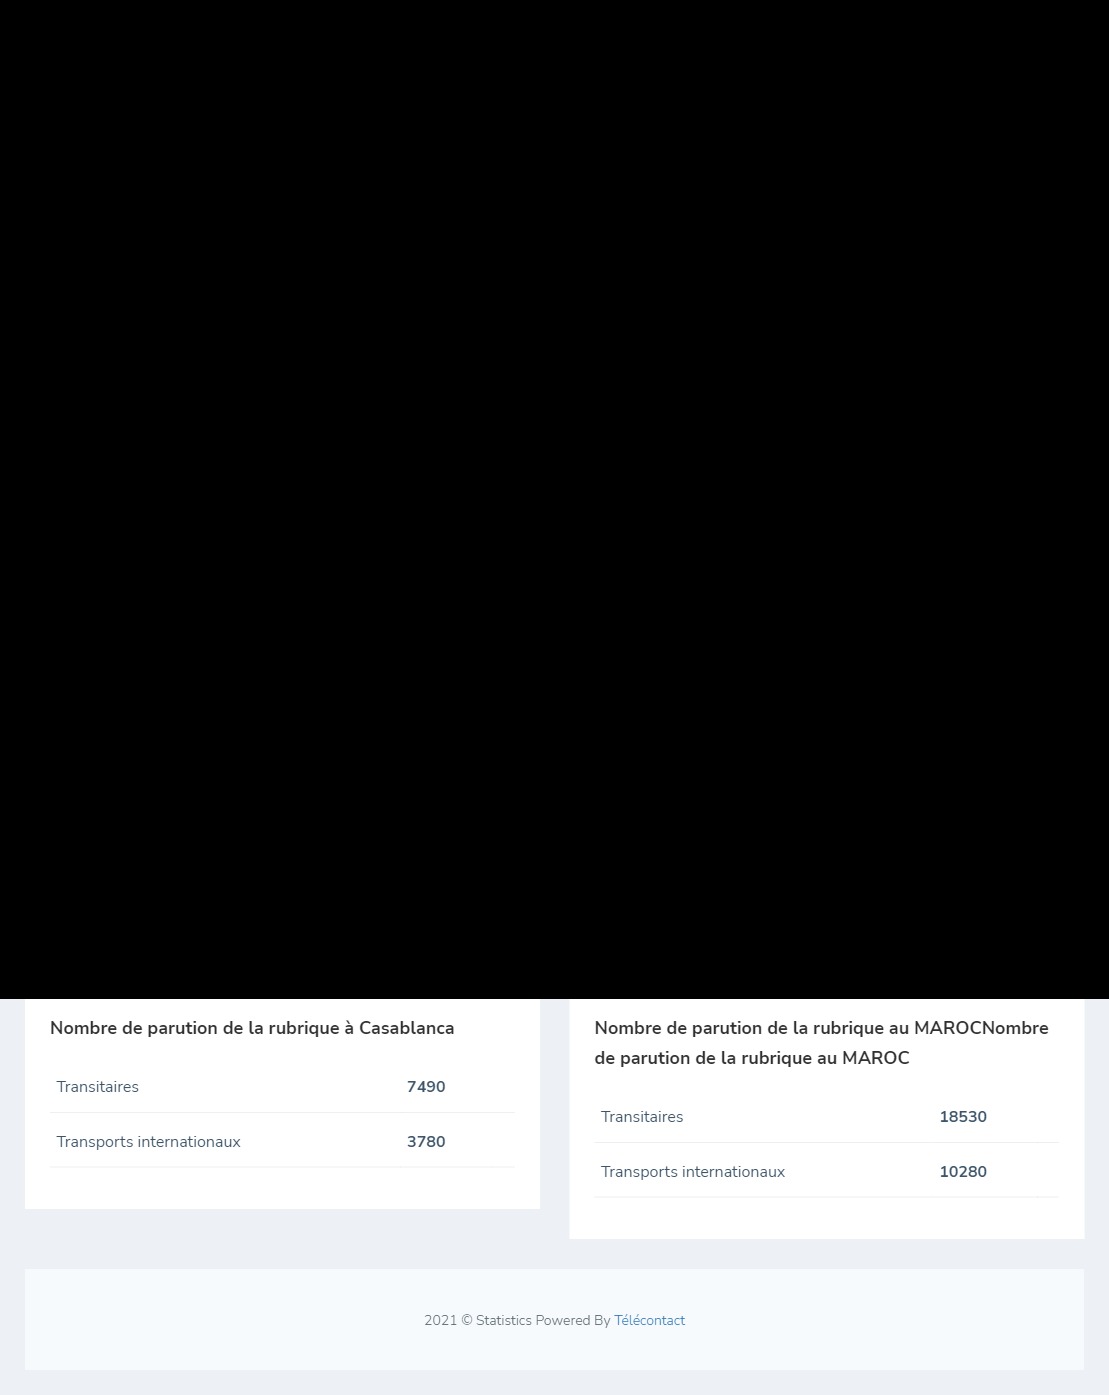 Nombre de parution de la rubrique à Casablanca
Transitaires 7490
Transports internationaux 3780
Nombre de parution de la rubrique au MAROCNombre
de parution de la rubrique au MAROC
Transitaires 18530
Transports internationaux 10280
2021 © Statistics Powered By Télécontact